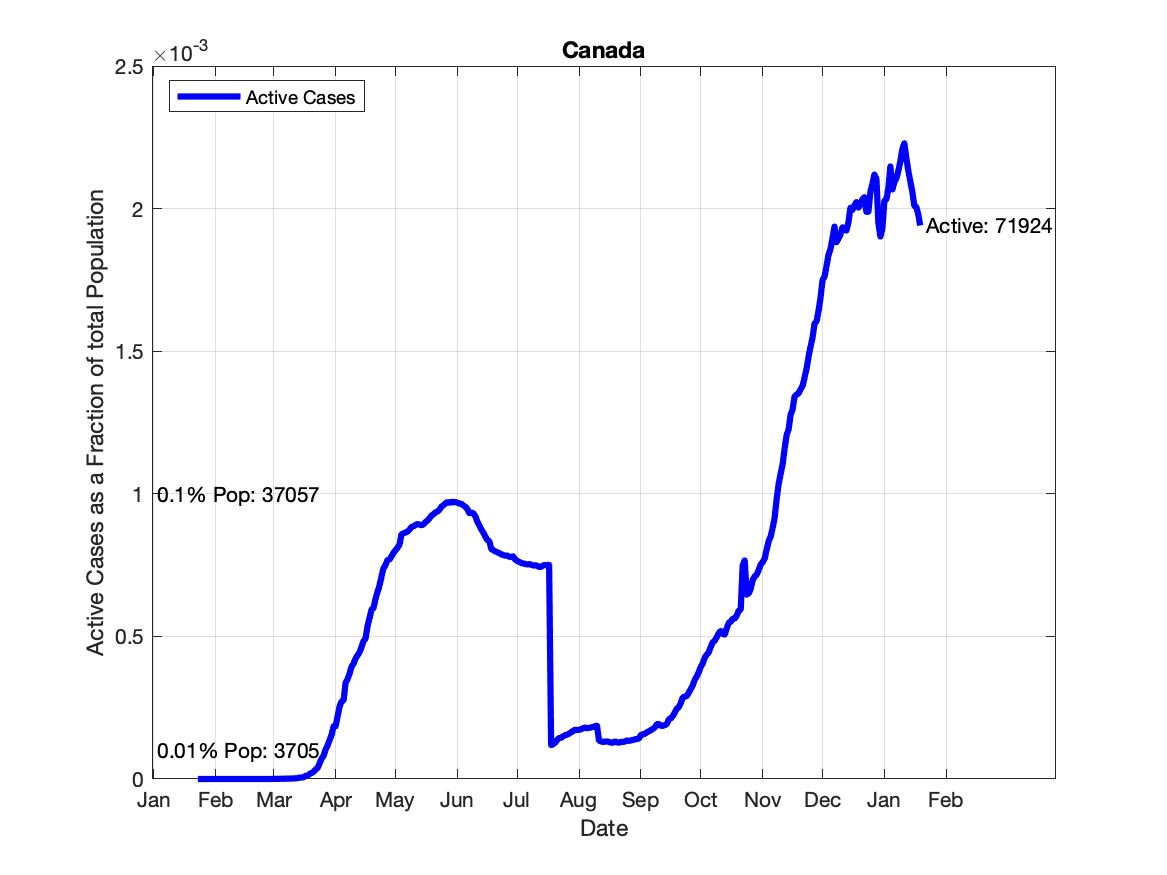 Canada
×10-3
2.5
2
1.5
1
0.5
0
Active Cases as a Fraction of total Population
Active Cases
Active: 71924
0.1% Pop: 37057
0.01% Pop: 3705
Jan Feb Mar Apr May Jun Jul Aug Sep Oct Nov Dec Jan Feb
Date